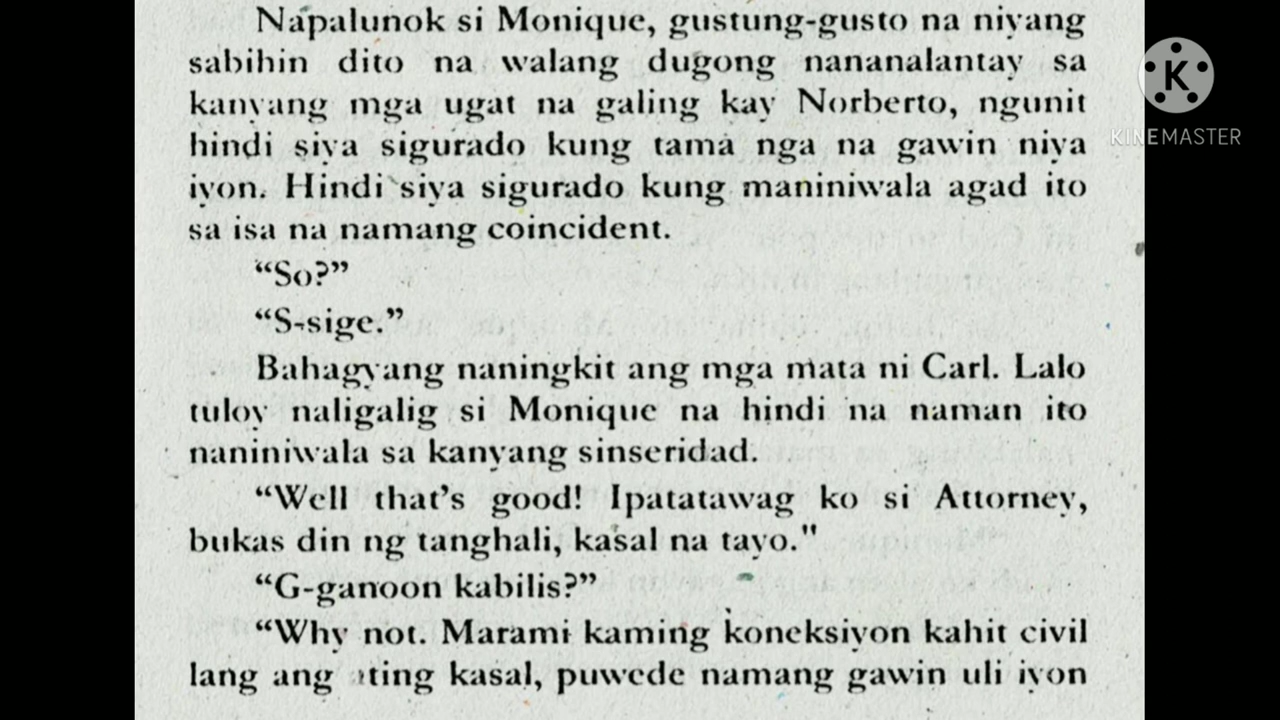 Napalunok si Monique, gustung-gusto na niyang
sabihin dito na walang dugong nananalantay sa
kanyang mga ugat na galing kay Norberto, ngunit
hindi siya sigurado kung tama nga na gawin niya
iyon. Hindi siya sigurado kung maniniwala agad ito
sa isa na namang coincident.
“So?”
“S-sige.”
Bahagyang naningkit ang mga mata ni Carl. Lalo
tuloy naligalig si Monique na hindi na naman ito
naniniwala sa kanyang sinseridad.
“Well that’s good! Ipatatawag ko si Attorney,
bukas din ng tanghali, kasal na tayo."
“G-ganoon kabilis?”
“Why not. Marami kaming koneksiyon kahit civil
lang ang ating kasal, puwede namang gawin uli iyon
KINEMASTER